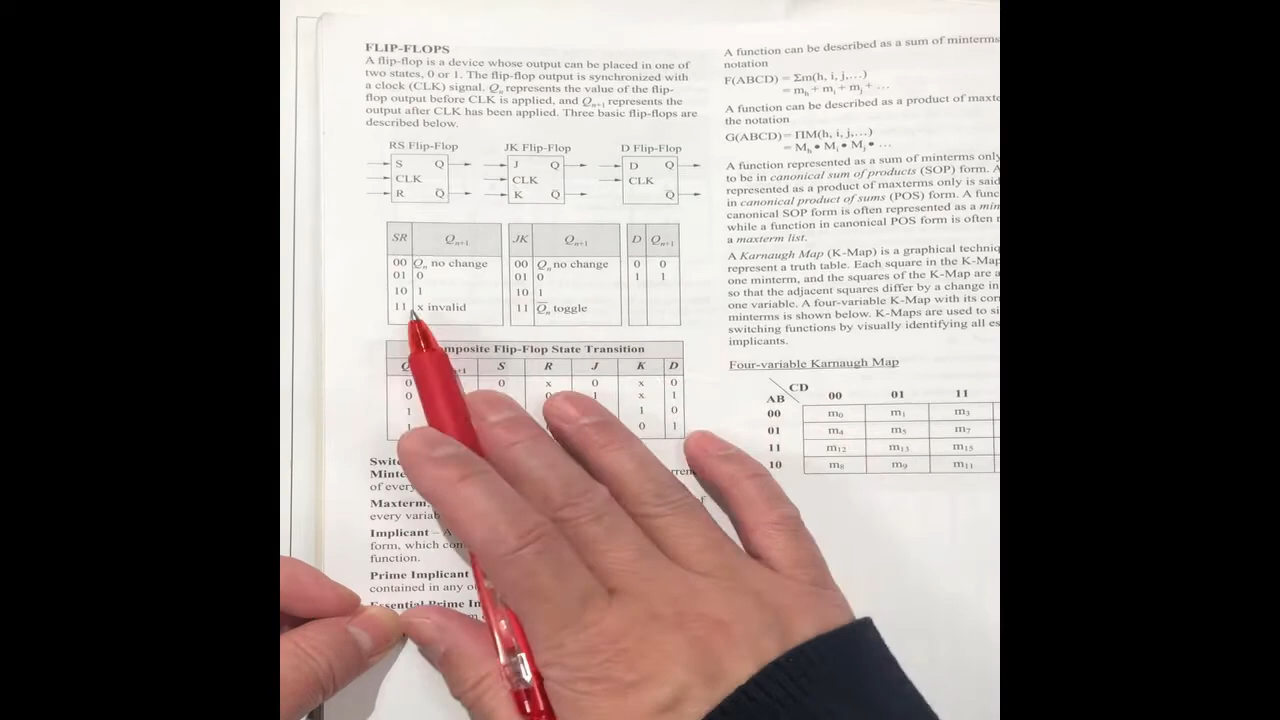 FLIP-FLOPS
A flip-flop is a device whose output can be placed in one of
two states, 0 or 1. The flip-flop output is synchronized with
a clock (CLK) signal. Qn represents the value of the flip-
flop output before CLK is applied, and Qn+1 represents the
output after CLK has been applied. Three basic flip-flops are
described below.
RS Flip-Flop JK Flip-Flop D Flip-Flop
S Q J Q D Q
CLK CLK CLK
R Q̅ K Q̅ Q̅
SR Qn+1 JK Qn+1 D Qn+1
00 Qn no change 00 Qn no change 0 0
01 0 01 0 1 1
10 1 10 1
11 x invalid 11 Q̅n toggle
Flip-Flop State Transition
S R J K D
0 0 x 0 x 0
0 1 x 1
1 1 0
1 0 1
Minte
of every
Maxterm,
every variab
Implicant – A
form, which con
function.
Prime Implicant
contained in any o
Essential Prime Im
A function can be described as a sum of minterms
notation
F(ABCD) = Σm(h, i, j,…)
= mh + mi + mj + …
A function can be described as a product of maxte
the notation
G(ABCD) = ΠM(h, i, j,…)
= Mh • Mi • Mj • …
A function represented as a sum of minterms only
to be in canonical sum of products (SOP) form. A
represented as a product of maxterms only is said
in canonical product of sums (POS) form. A func
canonical SOP form is often represented as a min
while a function in canonical POS form is often r
a maxterm list.
A Karnaugh Map (K-Map) is a graphical techniq
represent a truth table. Each square in the K-Map
one minterm, and the squares of the K-Map are a
so that the adjacent squares differ by a change in
one variable. A four-variable K-Map with its cor
minterms is shown below. K-Maps are used to si
switching functions by visually identifying all es
implicants.
Four-variable Karnaugh Map
CD
AB 00 01 11
00 m0 m1 m3
01 m4 m5 m7
11 m12 m13 m15
10 m8 m9 m11